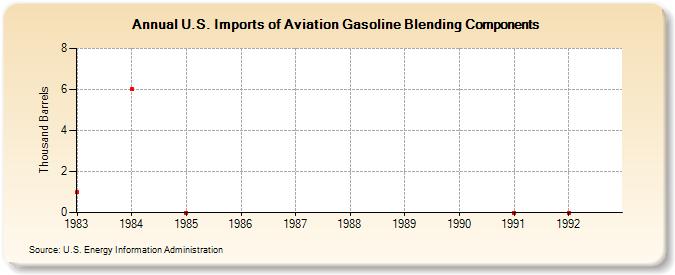 Annual U.S. Imports of Aviation Gasoline Blending Components
Thousand Barrels
8
6
4
2
0
1983 1984 1985 1986 1987 1988 1989 1990 1991 1992
Source: U.S. Energy Information Administration